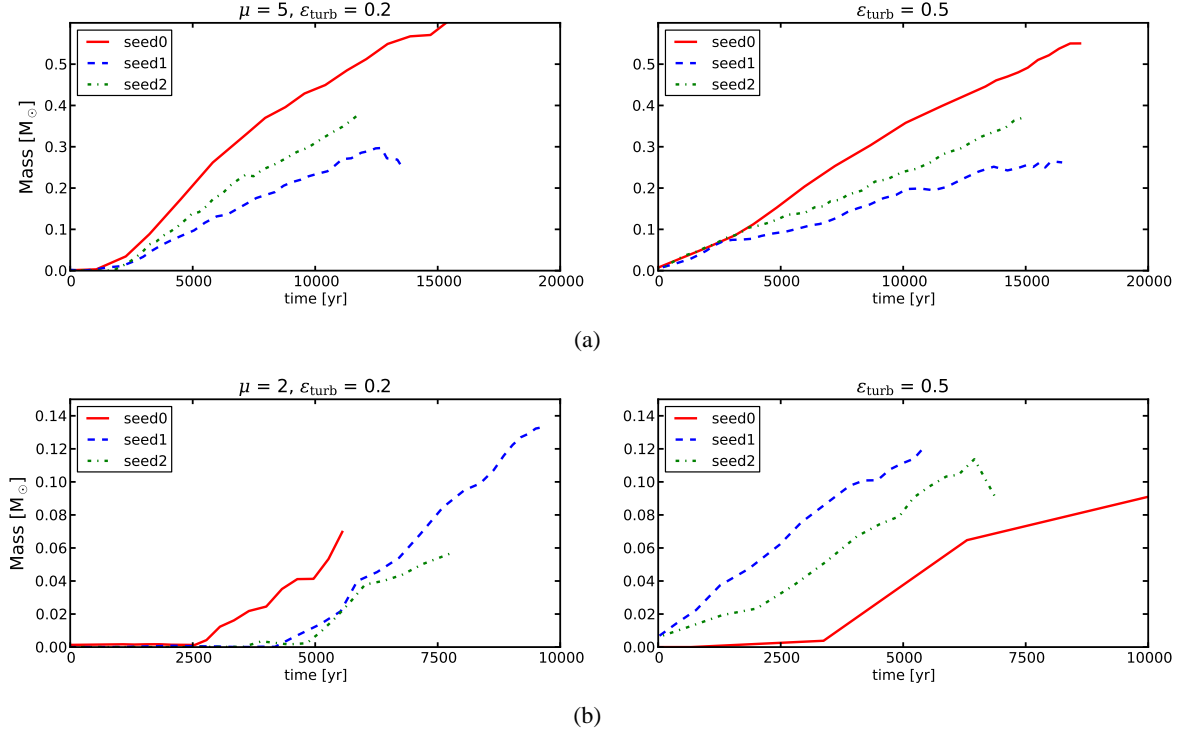 μ = 5, ε_turb = 0.2
seed0
seed1
seed2
Mass [M_⊙]
0.5
0.4
0.3
0.2
0.1
0.0
0 5000 10000 15000 20000
time [yr]
ε_turb = 0.5
seed0
seed1
seed2
0.5
0.4
0.3
0.2
0.1
0.0
0 5000 10000 15000 20000
time [yr]
(a)
μ = 2, ε_turb = 0.2
seed0
seed1
seed2
Mass [M_⊙]
0.14
0.12
0.10
0.08
0.06
0.04
0.02
0.00
0 2500 5000 7500 10000
time [yr]
ε_turb = 0.5
seed0
seed1
seed2
0.14
0.12
0.10
0.08
0.06
0.04
0.02
0.00
0 2500 5000 7500 10000
time [yr]
(b)